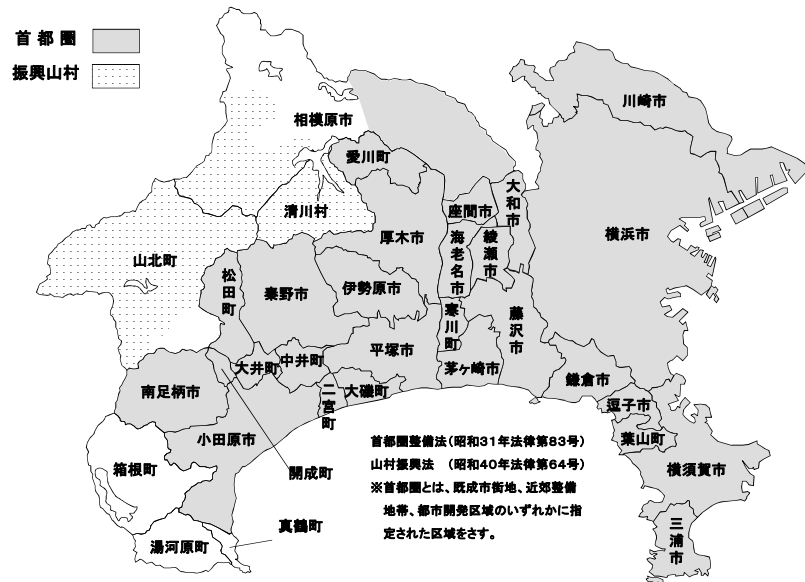 首都圏
振興山村
川崎市
相模原市
愛川町
大和市
座間市
清川村
横浜市
厚木市
海老名市
綾瀬市
山北町
松田町
秦野市
伊勢原市
寒川町
藤沢市
平塚市
大井町
中井町
茅ヶ崎市
鎌倉市
南足柄市
二宮町
大磯町
逗子市
葉山町
小田原市
横須賀市
箱根町
開成町
真鶴町
湯河原町
三浦市
首都圏整備法(昭和31年法律第83号)
山村振興法 (昭和40年法律第64号)
※首都圏とは、既成市街地、近郊整備
地帯、都市開発区域のいずれかに指
定された区域をさす。